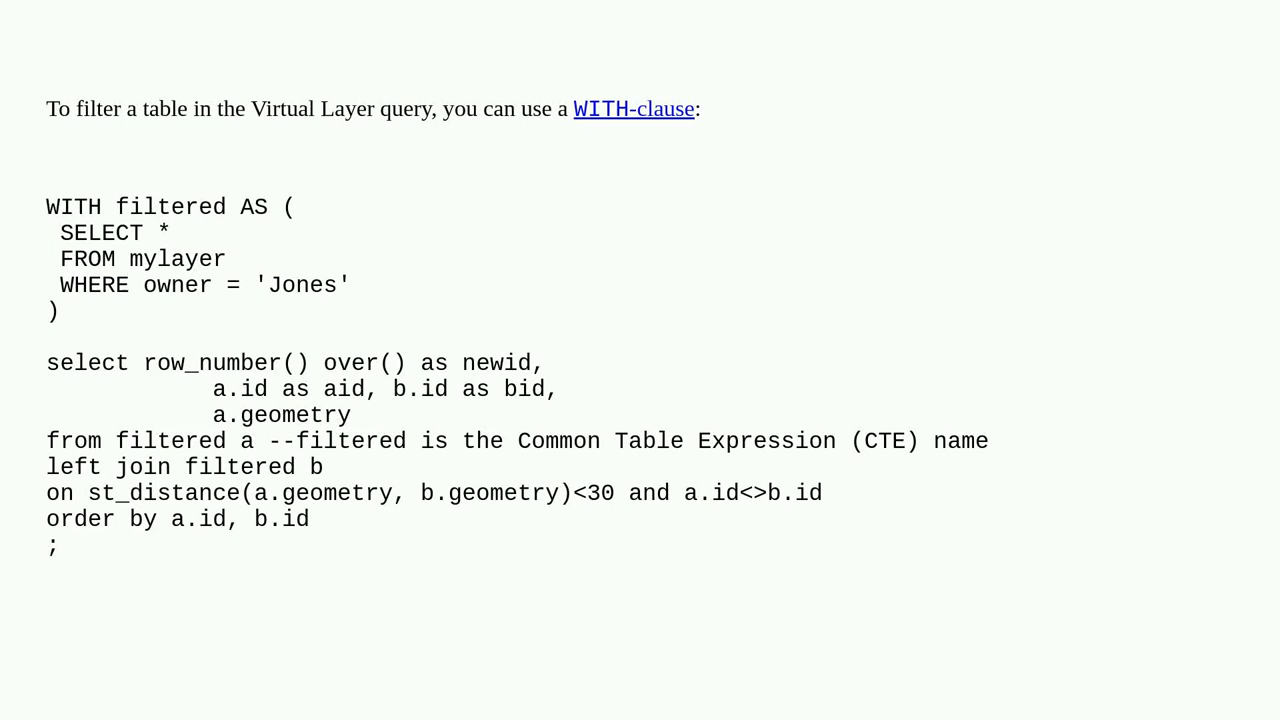 To filter a table in the Virtual Layer query, you can use a WITH-clause:
WITH filtered AS (
 SELECT *
 FROM mylayer
 WHERE owner = 'Jones'
)
select row_number() over() as newid,
            a.id as aid, b.id as bid,
            a.geometry
from filtered a --filtered is the Common Table Expression (CTE) name
left join filtered b
on st_distance(a.geometry, b.geometry)<30 and a.id<>b.id
order by a.id, b.id
;